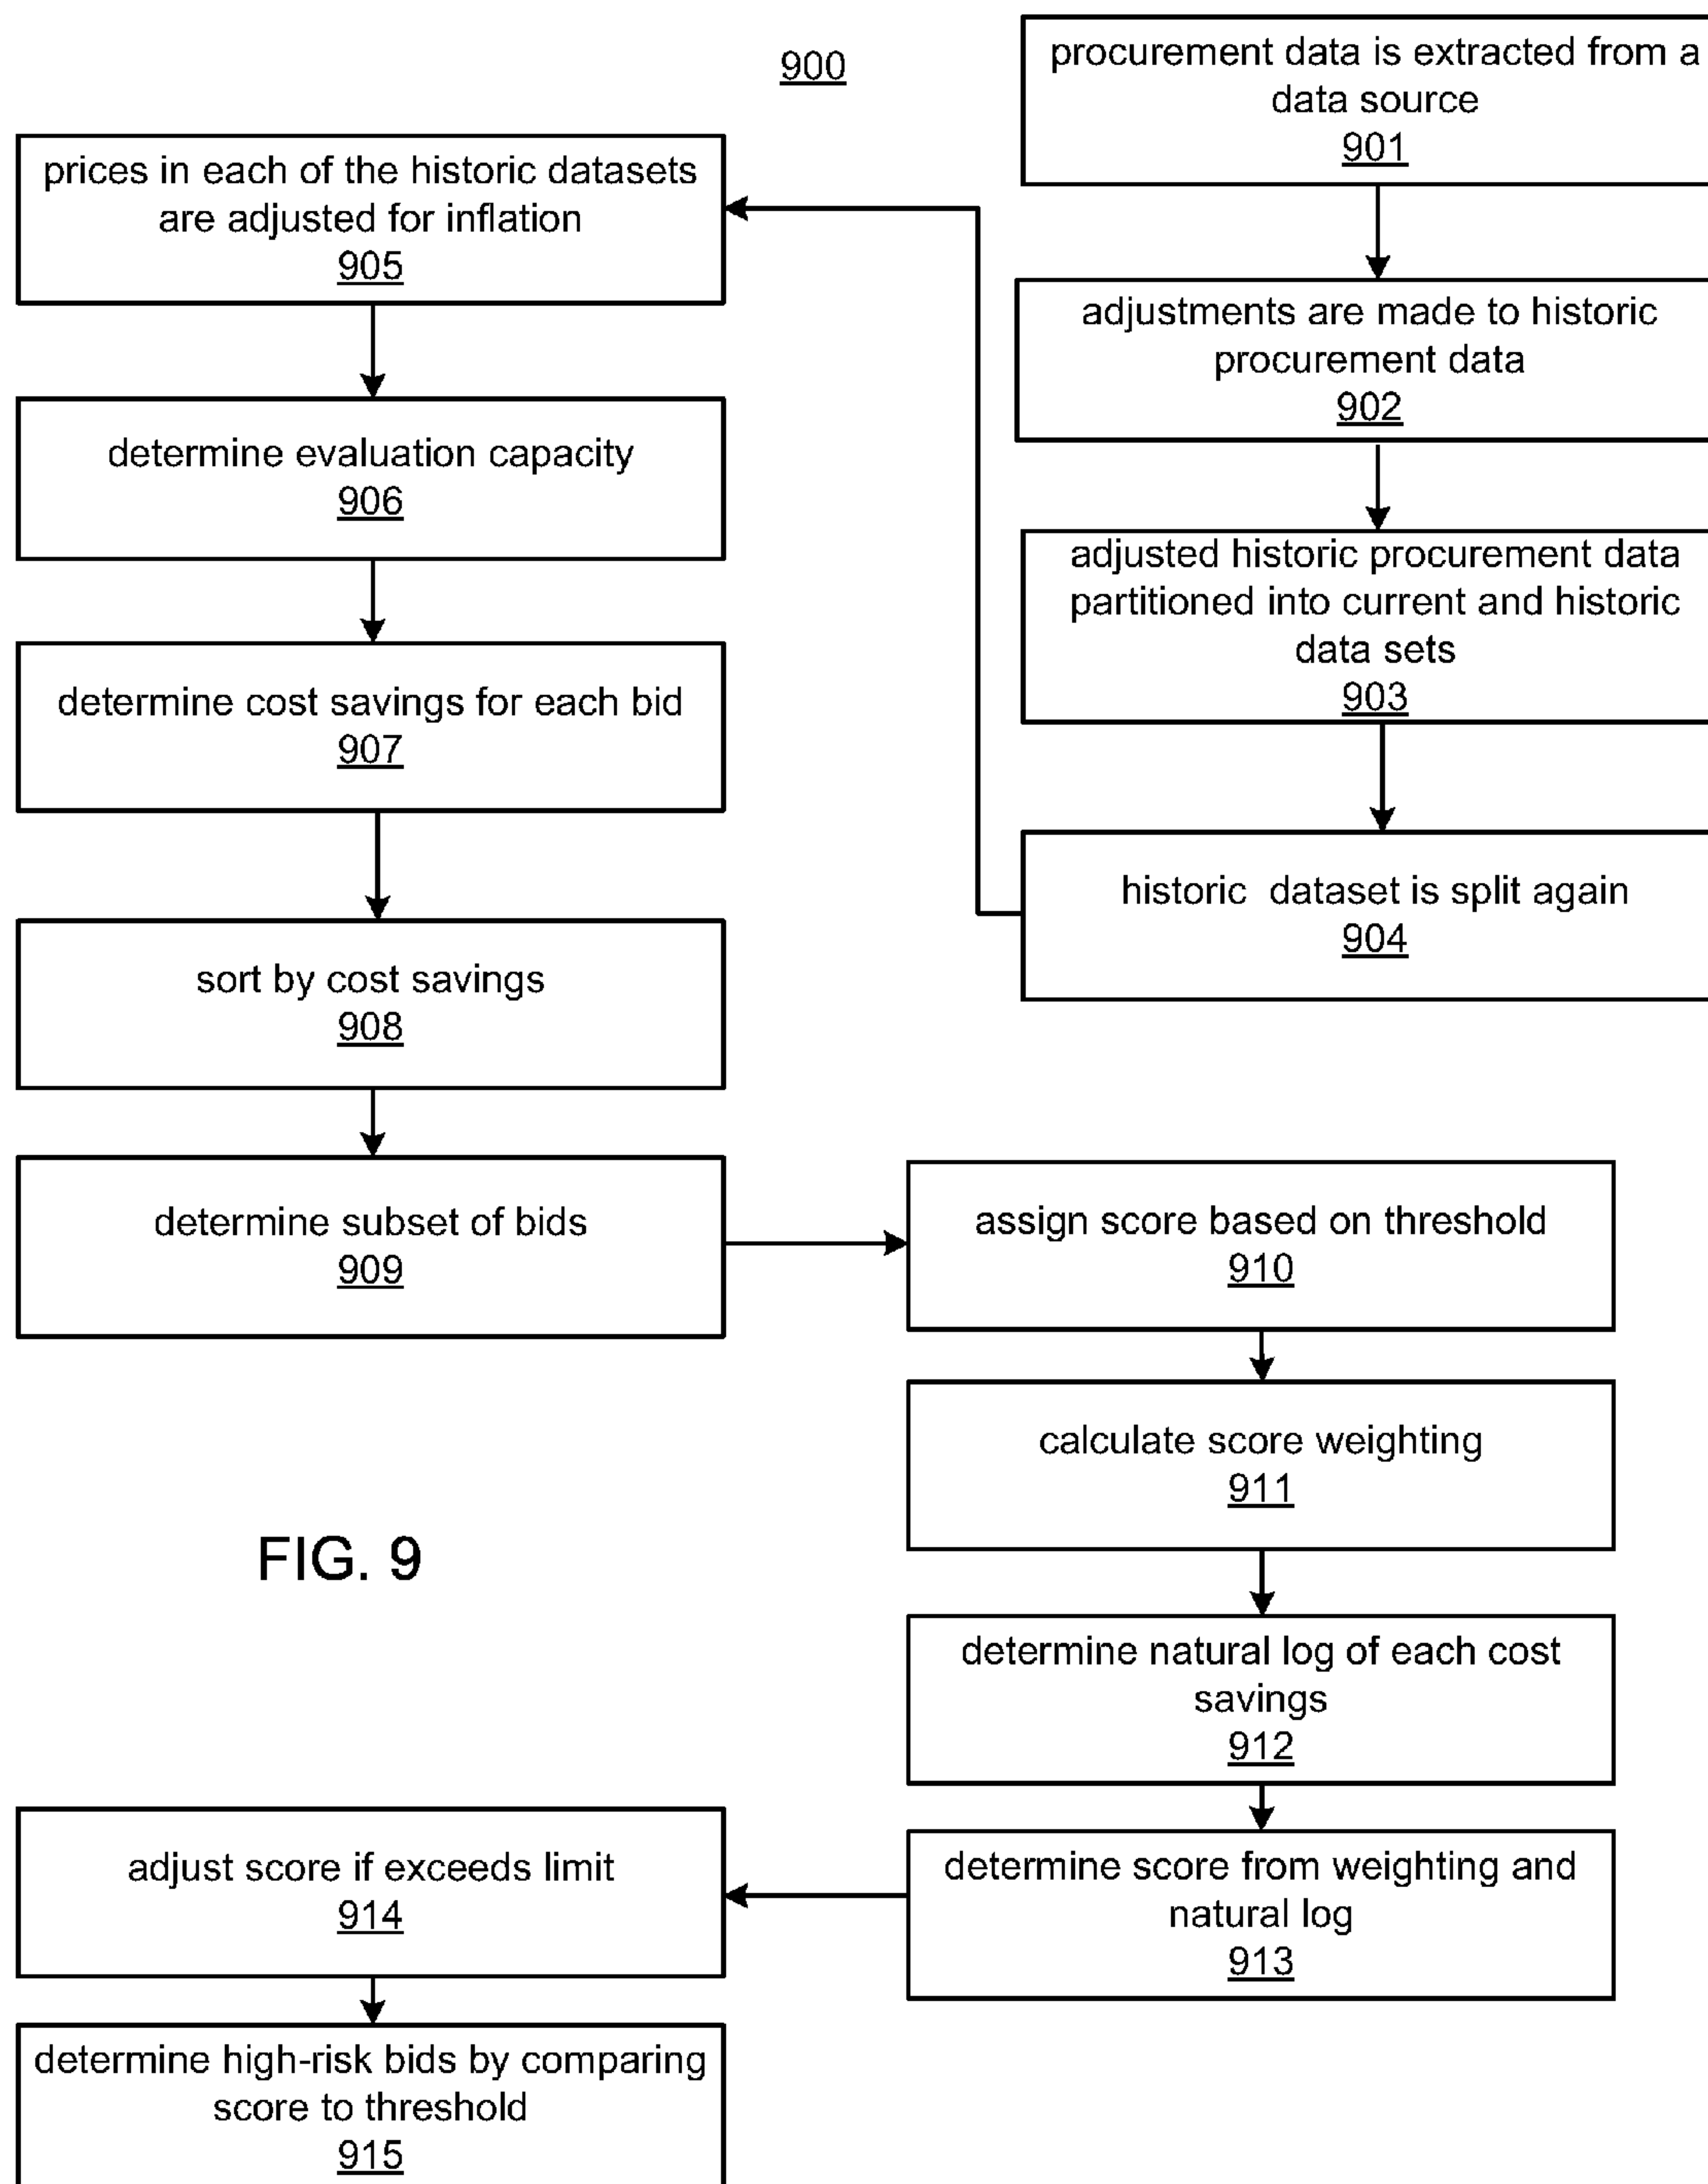 900
procurement data is extracted from a
data source
901
adjustments are made to historic
procurement data
902
adjusted historic procurement data
partitioned into current and historic
data sets
903
historic dataset is split again
904
prices in each of the historic datasets
are adjusted for inflation
905
determine evaluation capacity
906
determine cost savings for each bid
907
sort by cost savings
908
determine subset of bids
909
assign score based on threshold
910
calculate score weighting
911
determine natural log of each cost
savings
912
determine score from weighting and
natural log
913
adjust score if exceeds limit
914
determine high-risk bids by comparing
score to threshold
915
FIG. 9